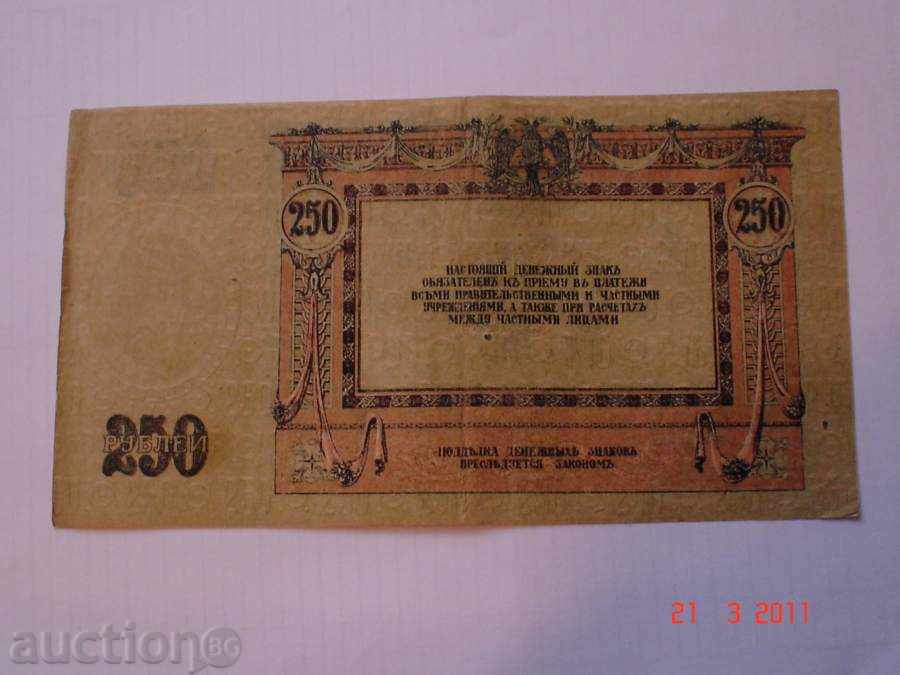 250
250
НАСТОЯЩІЙ ДЕНЕЖНЫЙ ЗНАКЪ
ОБЯЗАТЕЛЕНЪ КЪ ПРІЕМУ ВЪ ПЛАТЕЖИ
ВСѢМИ ПРАВИТЕЛЬСТВЕННЫМИ И ЧАСТНЫМИ
УЧРЕЖДЕНІЯМИ, А ТАКЖЕ ПРИ РАСЧЕТАХЪ
МЕЖДУ ЧАСТНЫМИ ЛИЦАМИ
250
РУБЛЕЙ
ПОДДѢЛКА ДЕНЕЖНЫХЪ ЗНАКОВЪ
ПРЕСЛѢДУЕТСЯ ЗАКОНОМЪ.
21 3 2011
auction BG